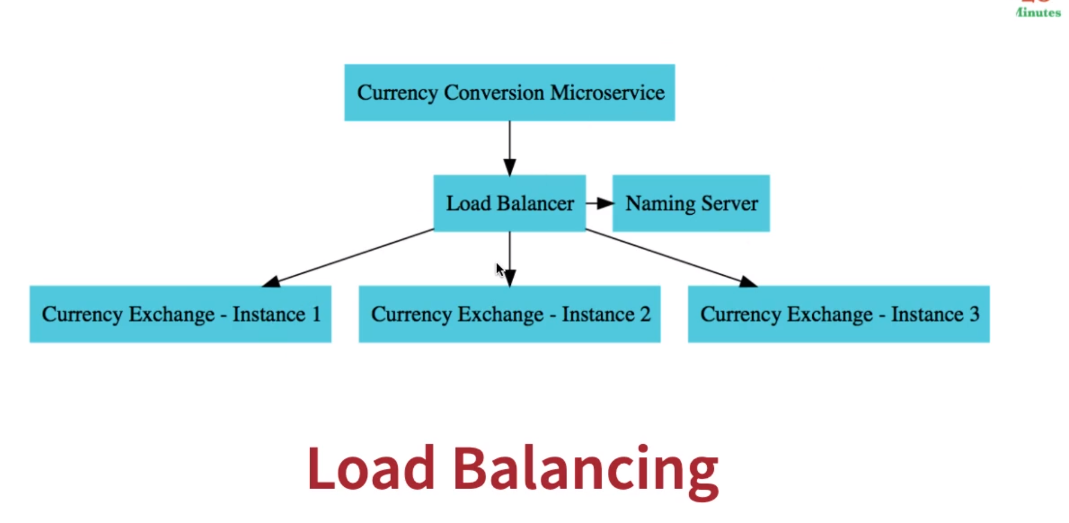 Minutes
Currency Conversion Microservice
Load Balancer
Naming Server
Currency Exchange - Instance 1
Currency Exchange - Instance 2
Currency Exchange - Instance 3
Load Balancing